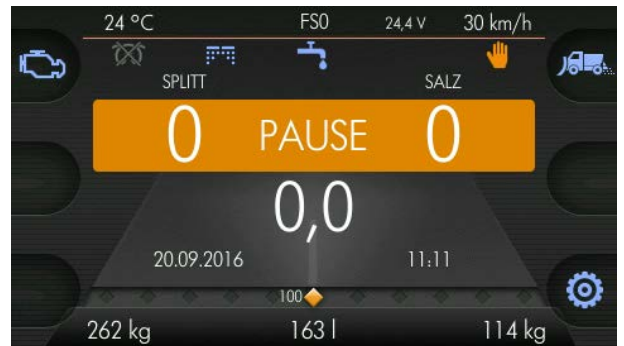 24 °C FS0 24,4 V 30 km/h
SPLITT SALZ
0 PAUSE 0
0,0
20.09.2016 11:11
100
262 kg 163 l 114 kg